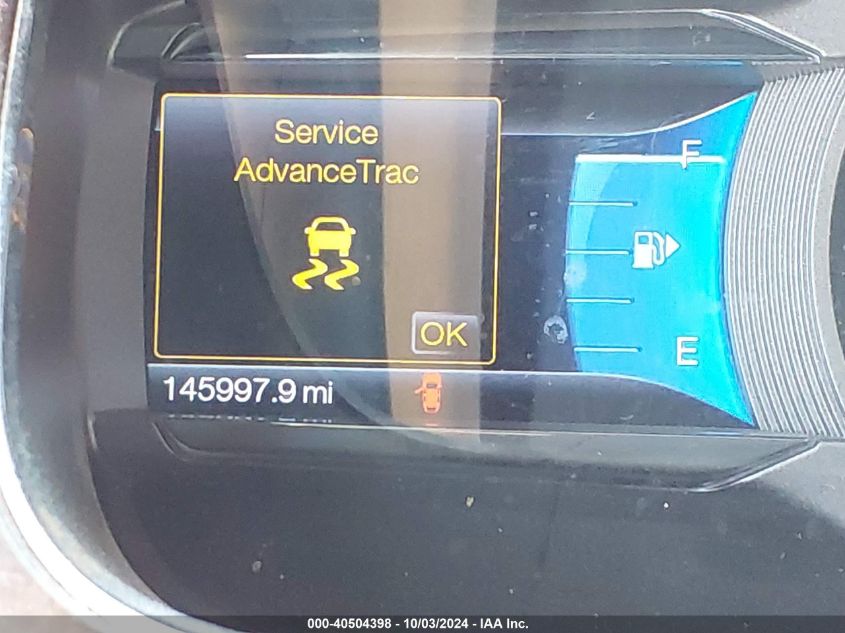 Service
AdvanceTrac
OK
F
E
145997.9 mi
000-40504398 - 10/03/2024 - IAA Inc.